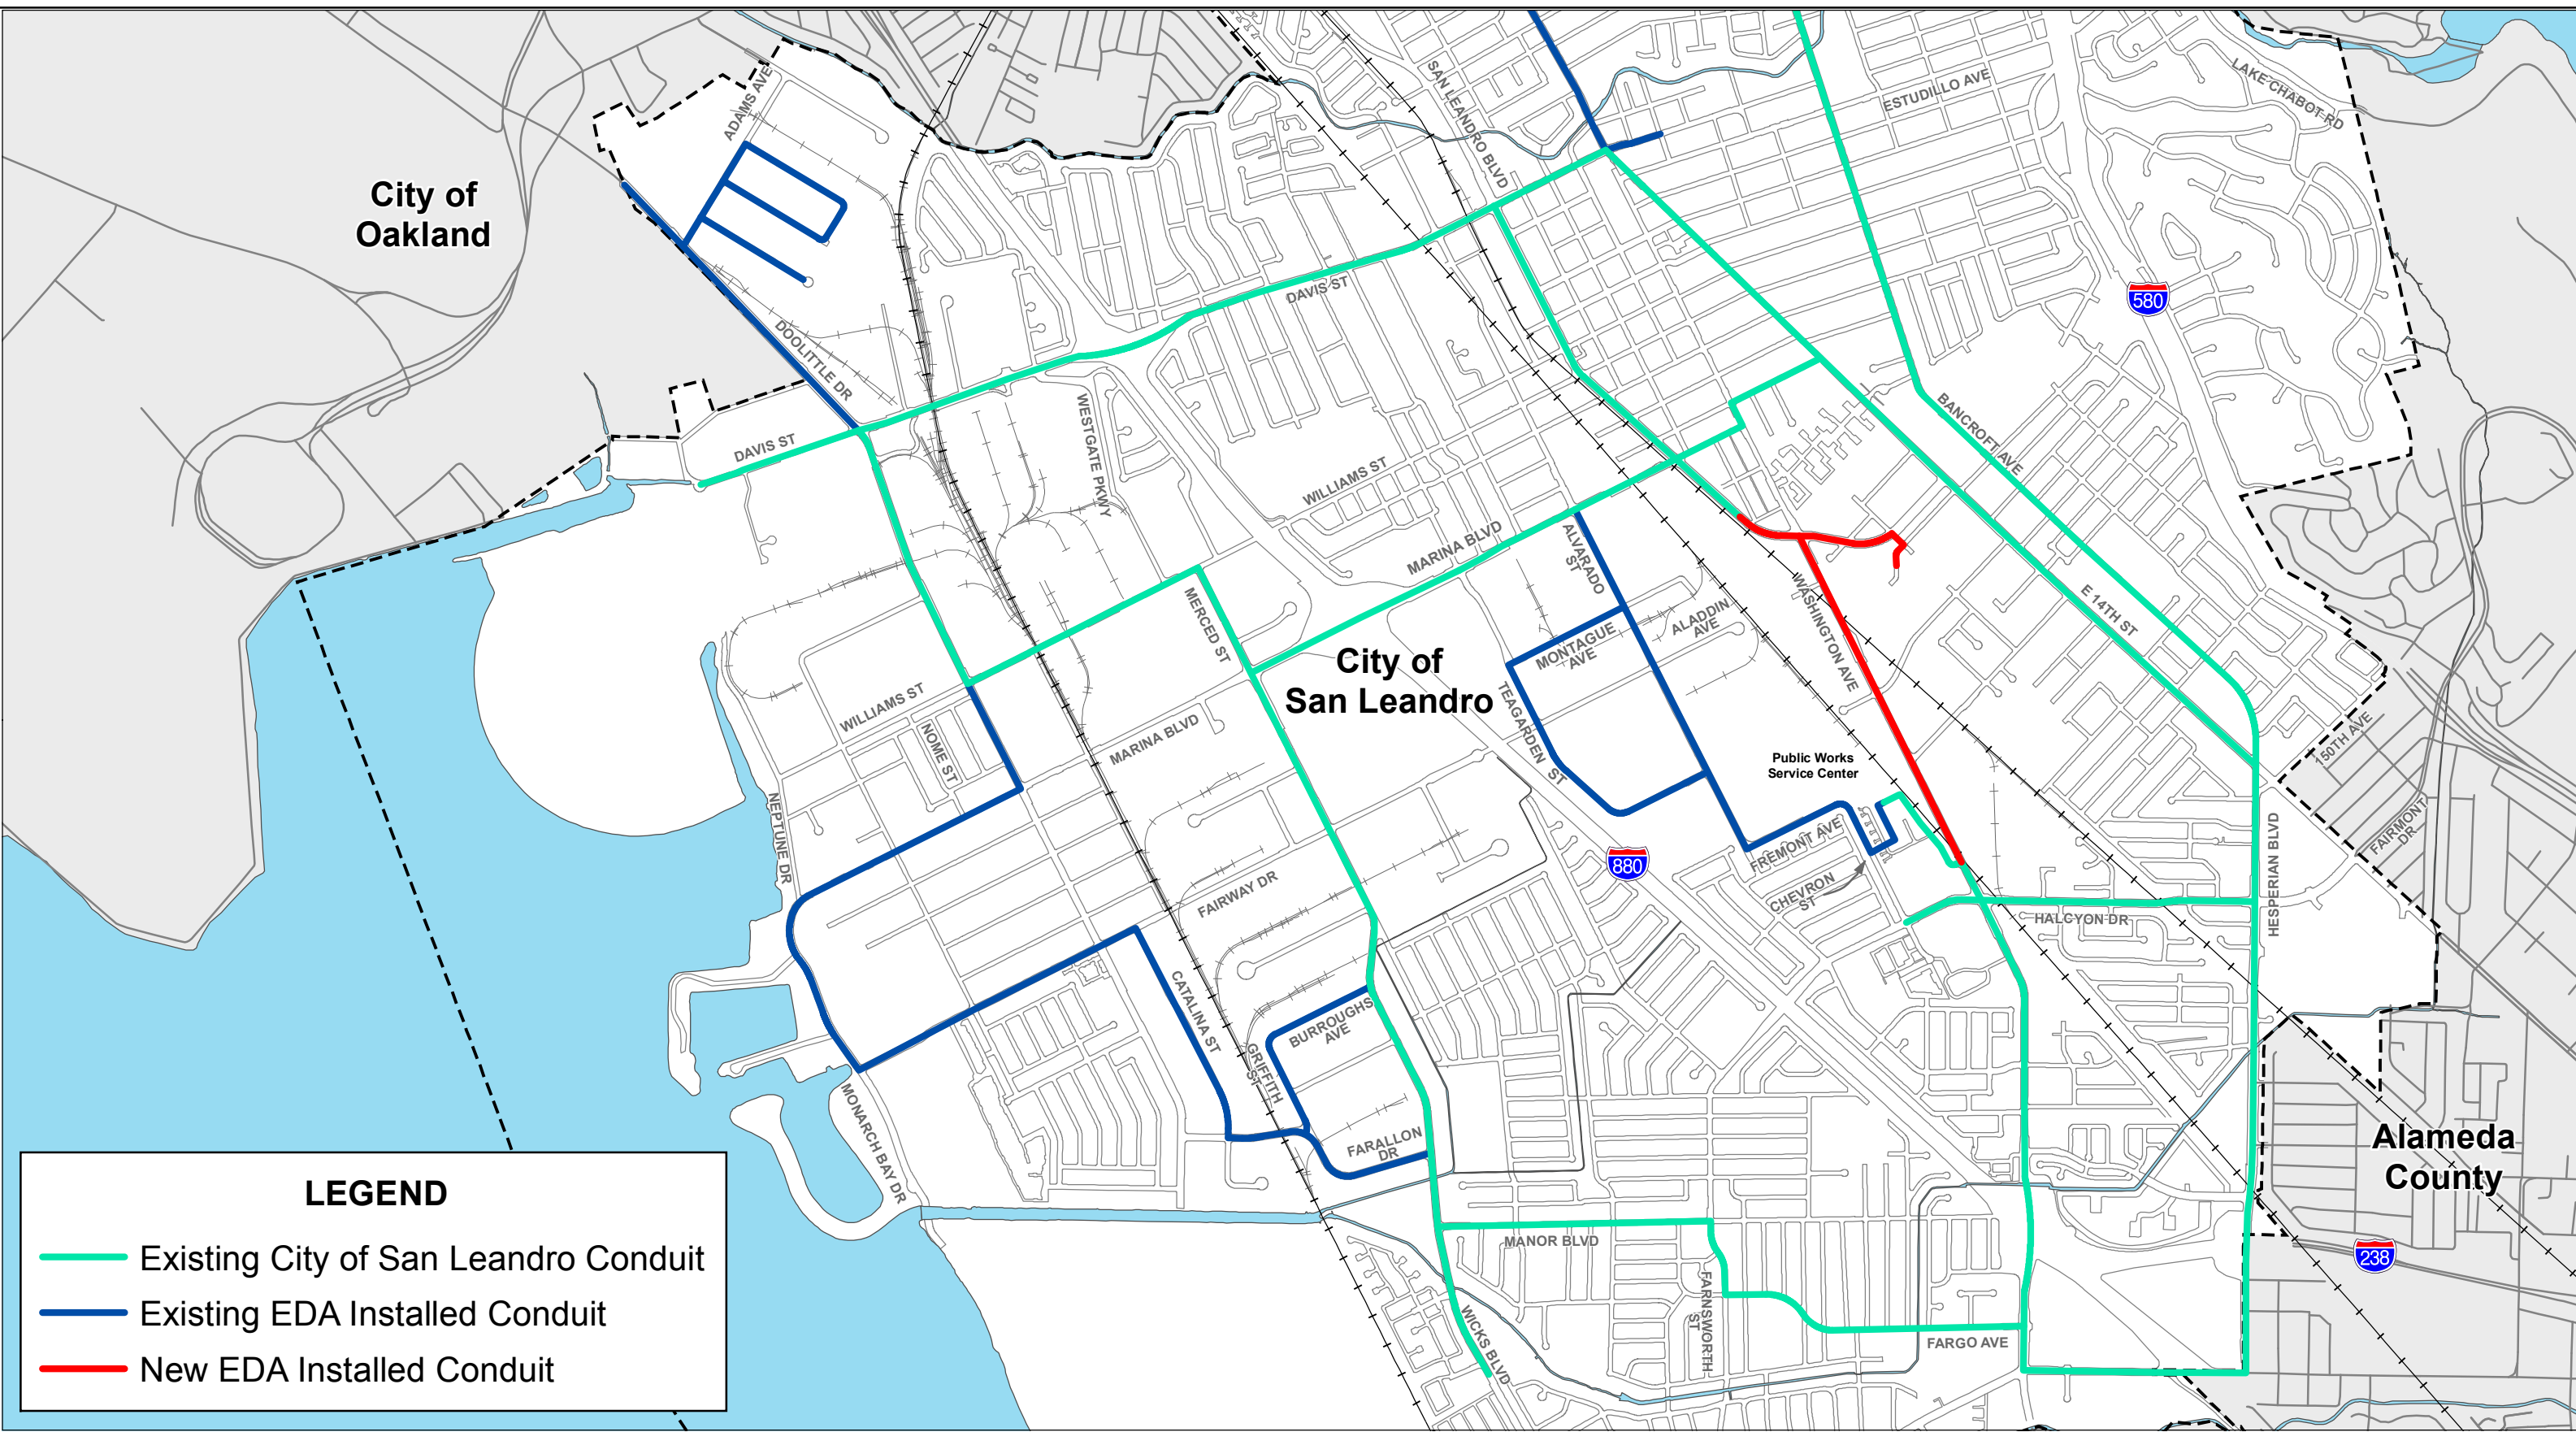 SAN LEANDRO BLVD
ESTUDILLO AVE
LAKE CHABOT RD
ADAMS AVE
City of
Oakland
DAVIS ST
580
DOOLITTLE DR
DAVIS ST
WESTGATE PKWY
BANCROFT AVE
WILLIAMS ST
MARINA BLVD
ALVARADO
ST
MERCED ST
E 14TH ST
WASHINGTON AVE
ALADDIN
AVE
MONTAGUE
AVE
City of
San Leandro
WILLIAMS ST
NOME ST
MARINA BLVD
TEAGARDEN ST
150TH AVE
Public Works
Service Center
NEPTUNE DR
FAIRMONT
DR
HESPERIAN BLVD
FREMONT AVE
880
FAIRWAY DR
CHEVRON
ST
HALCYON DR
CATALINA ST
BURROUGHS
AVE
GRIFFITH
ST
MONARCH BAY DR
FARALLON
DR
Alameda
County
MANOR BLVD
238
FARNSWORTH
ST
WICKS BLVD
FARGO AVE
LEGEND
Existing City of San Leandro Conduit
Existing EDA Installed Conduit
New EDA Installed Conduit